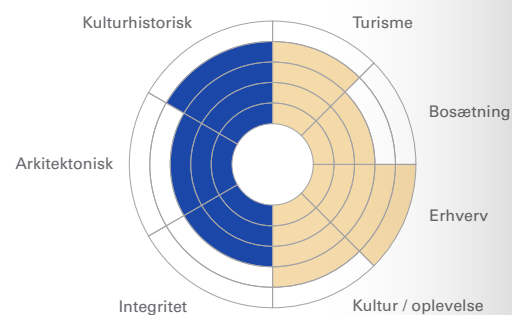 Kulturhistorisk
Turisme
Bosætning
Arkitektonisk
Erhverv
Integritet
Kultur / oplevelse